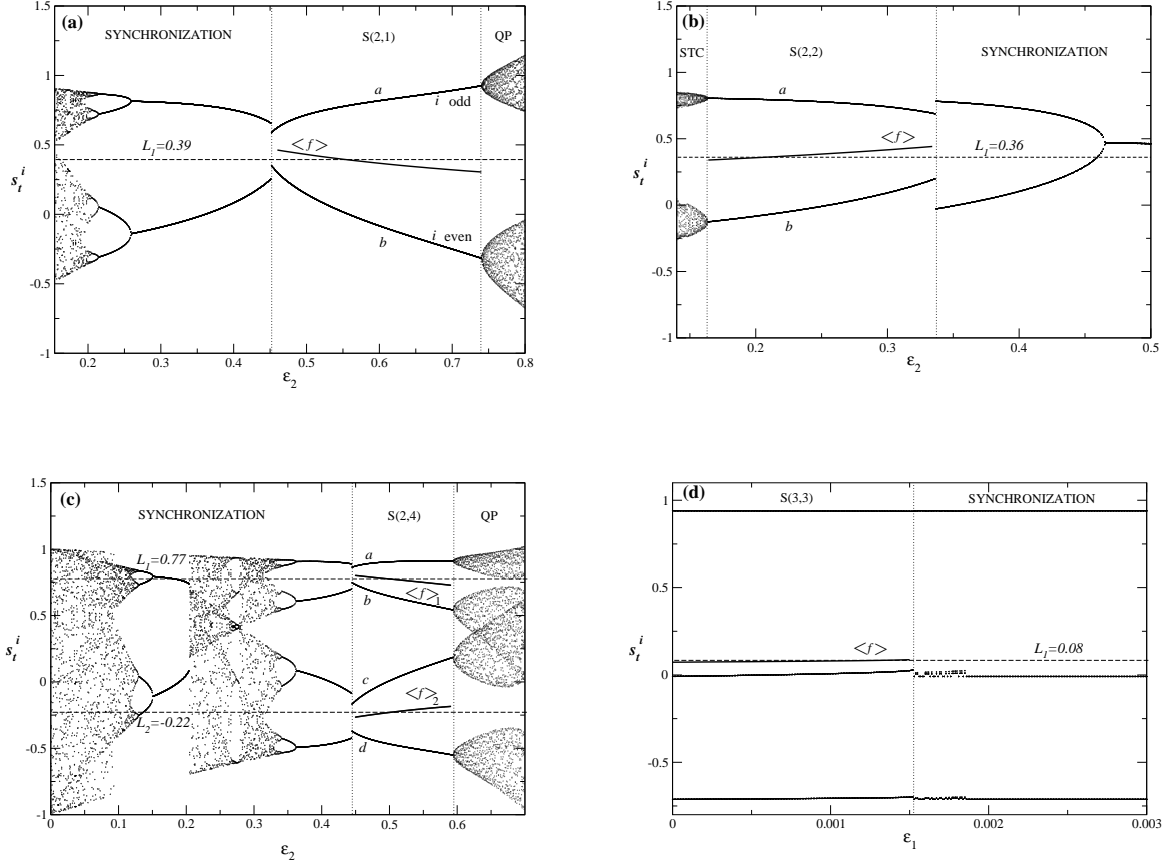 (a)
SYNCHRONIZATION S(2,1) QP
a
i odd
L₁=0.39 <f>
b i even
s_t^i
1.5
1
0.5
0
-0.5
-1
0.2 0.3 0.4 0.5 0.6 0.7 0.8
ε₂
(b)
STC S(2,2) SYNCHRONIZATION
a
<f> L₁=0.36
b
s_t^i
1.5
1
0.5
0
-0.5
-1
0.2 0.3 0.4 0.5
ε₂
(c)
SYNCHRONIZATION S(2,4) QP
L₁=0.77 a
<f>₁
b
c
<f>₂
L₂=-0.22
d
s_t^i
1.5
1
0.5
0
-0.5
-1
0 0.1 0.2 0.3 0.4 0.5 0.6
ε₂
(d)
S(3,3) SYNCHRONIZATION
<f> L₁=0.08
s_t^i
1
0.5
0
-0.5
0 0.001 0.002 0.003
ε₁